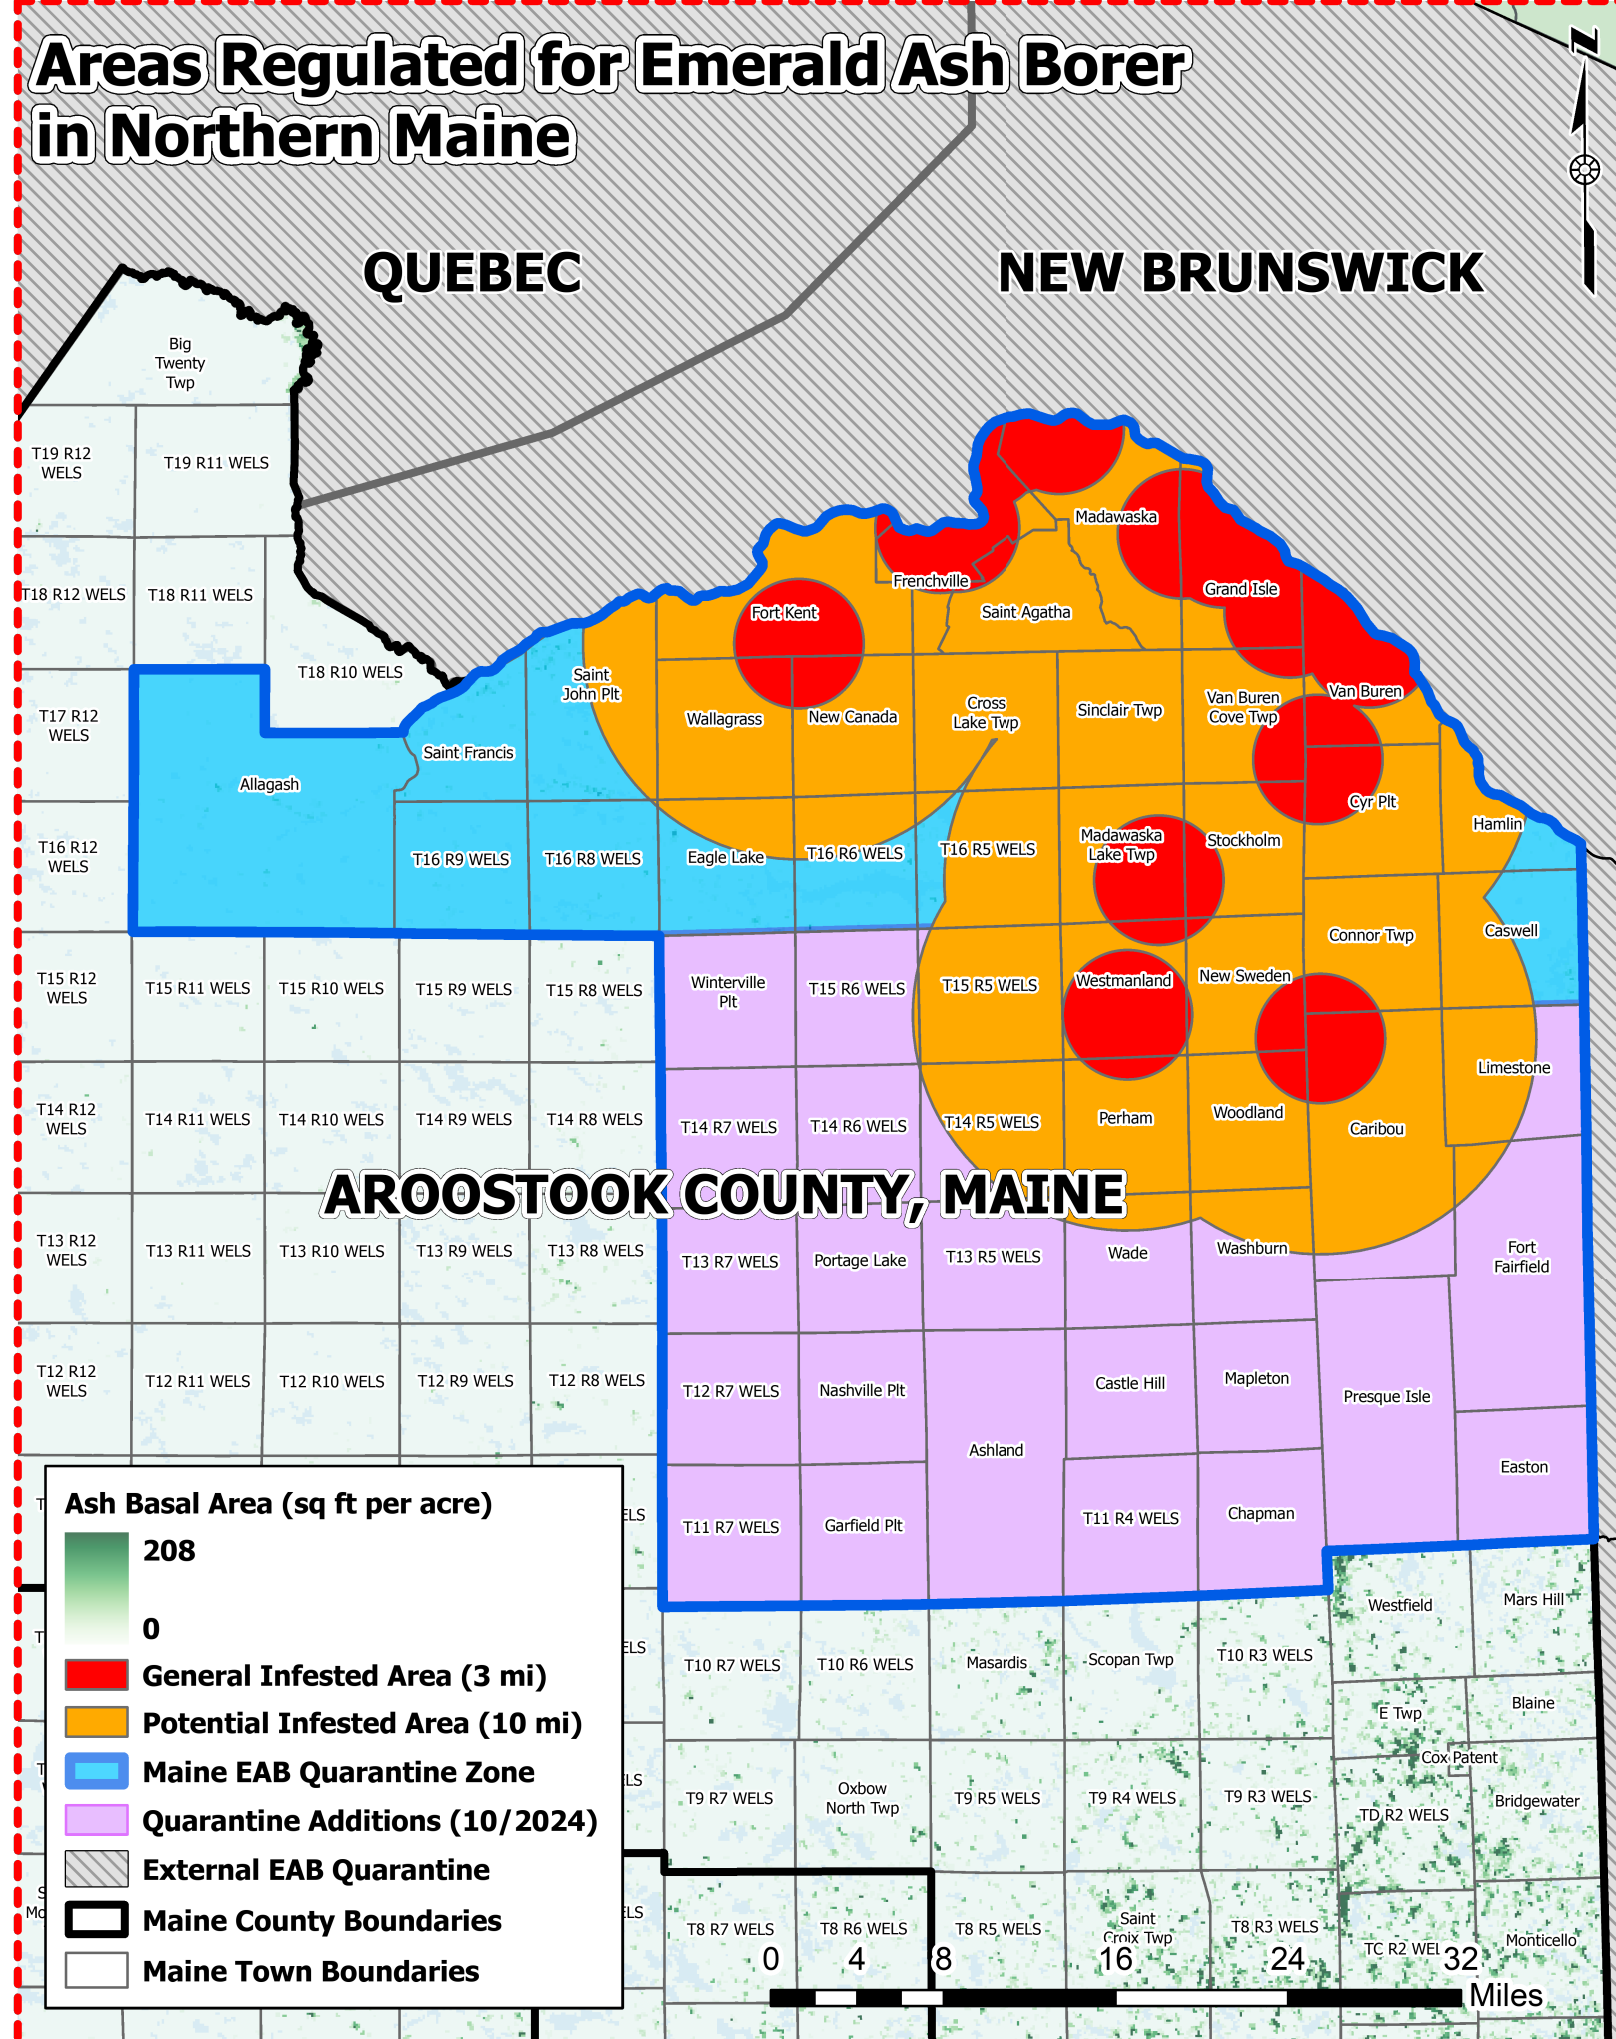 Areas Regulated for Emerald Ash Borer
in Northern Maine
N
QUEBEC
NEW BRUNSWICK
Big
Twenty
Twp
T19 R12
WELS
T19 R11 WELS
T18 R12 WELS
T18 R11 WELS
T18 R10 WELS
Madawaska
Frenchville
Grand Isle
Fort Kent
Saint Agatha
Saint
John Plt
T17 R12
WELS
Wallagrass
New Canada
Cross
Lake Twp
Sinclair Twp
Van Buren
Cove Twp
Van Buren
Saint Francis
Allagash
Cyr Plt
Hamlin
T16 R12
WELS
T16 R9 WELS
T16 R8 WELS
Eagle Lake
T16 R6 WELS
T16 R5 WELS
Madawaska
Lake Twp
Stockholm
Connor Twp
Caswell
T15 R12
WELS
T15 R11 WELS
T15 R10 WELS
T15 R9 WELS
T15 R8 WELS
Winterville
Plt
T15 R6 WELS
T15 R5 WELS
Westmanland
New Sweden
Limestone
T14 R12
WELS
T14 R11 WELS
T14 R10 WELS
T14 R9 WELS
T14 R8 WELS
T14 R7 WELS
T14 R6 WELS
T14 R5 WELS
Perham
Woodland
Caribou
AROOSTOOK COUNTY, MAINE
T13 R12
WELS
T13 R11 WELS
T13 R10 WELS
T13 R9 WELS
T13 R8 WELS
T13 R7 WELS
Portage Lake
T13 R5 WELS
Wade
Washburn
Fort
Fairfield
T12 R12
WELS
T12 R11 WELS
T12 R10 WELS
T12 R9 WELS
T12 R8 WELS
T12 R7 WELS
Nashville Plt
Castle Hill
Mapleton
Presque Isle
Ashland
Easton
T11 R7 WELS
Garfield Plt
T11 R4 WELS
Chapman
Westfield
Mars Hill
T10 R7 WELS
T10 R6 WELS
Masardis
Scopan Twp
T10 R3 WELS
E Twp
Blaine
Cox Patent
T9 R7 WELS
Oxbow
North Twp
T9 R5 WELS
T9 R4 WELS
T9 R3 WELS
TD R2 WELS
Bridgewater
T8 R7 WELS
T8 R6 WELS
T8 R5 WELS
Saint
Croix Twp
T8 R3 WELS
TC R2 WEL
Monticello
Ash Basal Area (sq ft per acre)
208
0
General Infested Area (3 mi)
Potential Infested Area (10 mi)
Maine EAB Quarantine Zone
Quarantine Additions (10/2024)
External EAB Quarantine
Maine County Boundaries
Maine Town Boundaries
0 4 8 16 24 32
Miles